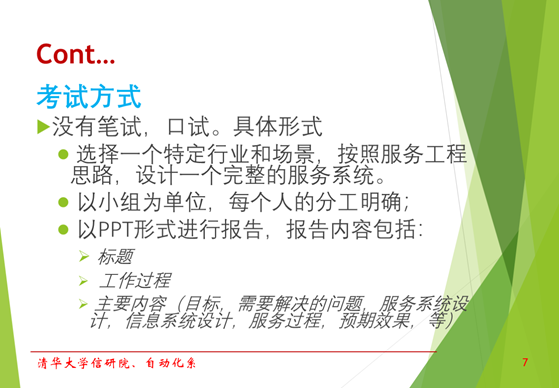 Cont…
考试方式
没有笔试，口试。具体形式
选择一个特定行业和场景，按照服务工程
思路，设计一个完整的服务系统。
以小组为单位，每个人的分工明确；
以PPT形式进行报告，报告内容包括：
标题
工作过程
主要内容（目标，需要解决的问题，服务系统设
计，信息系统设计，服务过程，预期效果，等）
清华大学信研院、自动化系
7